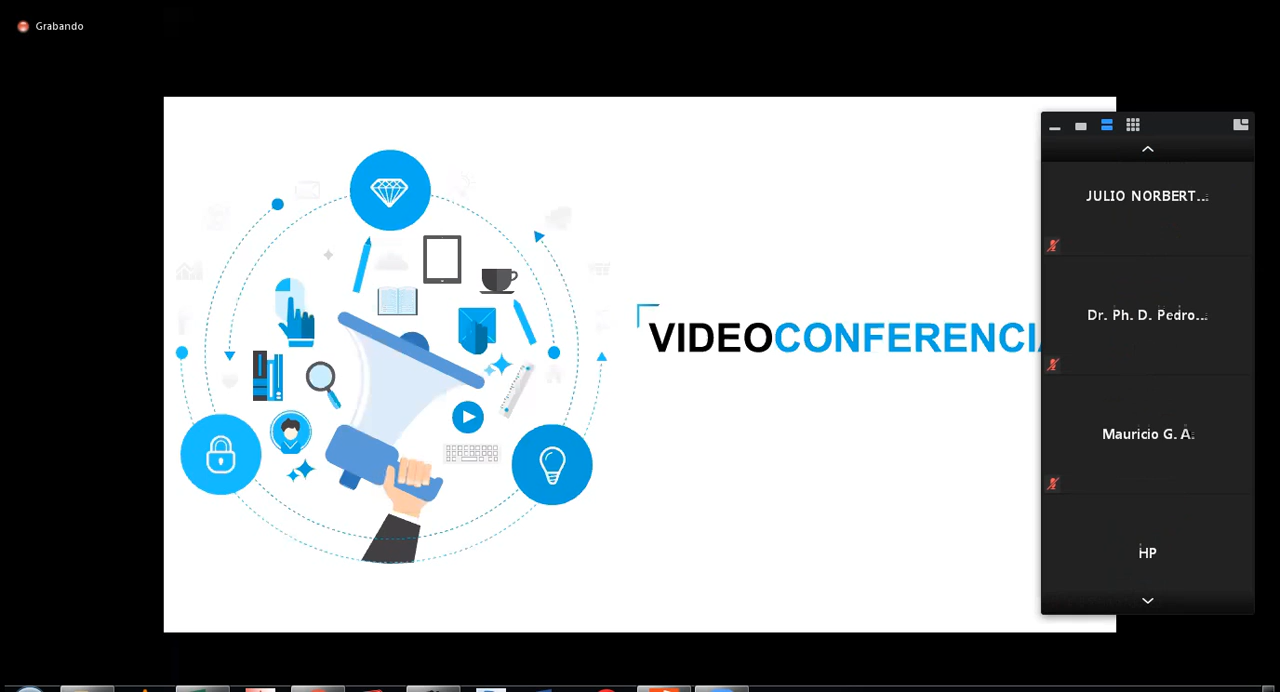 Grabando
VIDEOCONFERENCIA
JULIO NORBERT...
Dr. Ph. D. Pedro...
Mauricio G. A.
HP